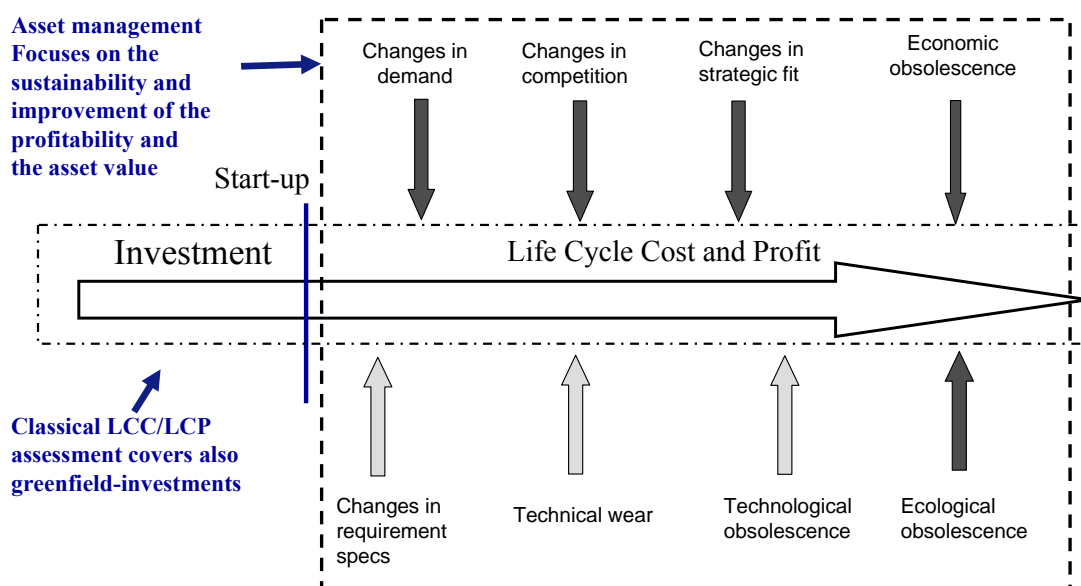 Asset management
Focuses on the
sustainability and
improvement of the
profitability and
the asset value
Changes in
demand
Changes in
competition
Changes in
strategic fit
Economic
obsolescence
Start-up
Investment
Life Cycle Cost and Profit
Classical LCC/LCP
assessment covers also
greenfield-investments
Changes in
requirement
specs
Technical wear
Technological
obsolescence
Ecological
obsolescence